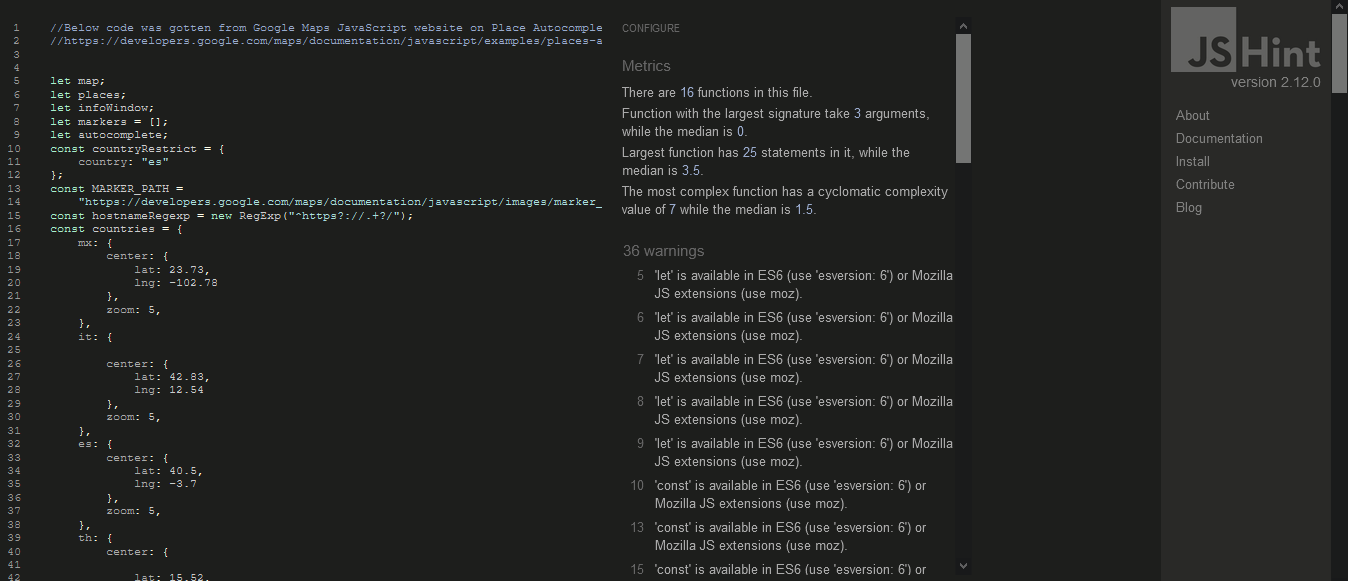 1 //Below code was gotten from Google Maps JavaScript website on Place Autocomple
2 //https://developers.google.com/maps/documentation/javascript/examples/places-a
3
4
5 let map;
6 let places;
7 let infoWindow;
8 let markers = [];
9 let autocomplete;
10 const countryRestrict = {
11 country: "es"
12 };
13 const MARKER_PATH =
14 "https://developers.google.com/maps/documentation/javascript/images/marker_
15 const hostnameRegexp = new RegExp("^https?://.+?/");
16 const countries = {
17 mx: {
18 center: {
19 lat: 23.73,
20 lng: -102.78
21 },
22 zoom: 5,
23 },
24 it: {
25
26 center: {
27 lat: 42.83,
28 lng: 12.54
29 },
30 zoom: 5,
31 },
32 es: {
33 center: {
34 lat: 40.5,
35 lng: -3.7
36 },
37 zoom: 5,
38 },
39 th: {
40 center: {
41
42 lat: 15.52,
CONFIGURE
Metrics
There are 16 functions in this file.
Function with the largest signature take 3 arguments,
while the median is 0.
Largest function has 25 statements in it, while the
median is 3.5.
The most complex function has a cyclomatic complexity
value of 7 while the median is 1.5.
36 warnings
5 'let' is available in ES6 (use 'esversion: 6') or Mozilla
JS extensions (use moz).
6 'let' is available in ES6 (use 'esversion: 6') or Mozilla
JS extensions (use moz).
7 'let' is available in ES6 (use 'esversion: 6') or Mozilla
JS extensions (use moz).
8 'let' is available in ES6 (use 'esversion: 6') or Mozilla
JS extensions (use moz).
9 'let' is available in ES6 (use 'esversion: 6') or Mozilla
JS extensions (use moz).
10 'const' is available in ES6 (use 'esversion: 6') or
Mozilla JS extensions (use moz).
13 'const' is available in ES6 (use 'esversion: 6') or
Mozilla JS extensions (use moz).
15 'const' is available in ES6 (use 'esversion: 6') or
JSHint
version 2.12.0
About
Documentation
Install
Contribute
Blog